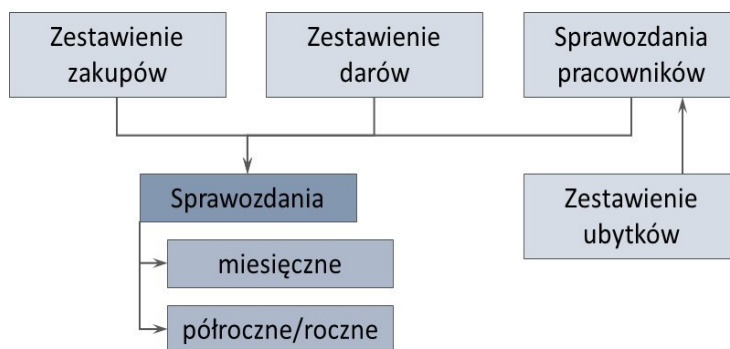 Zestawienie
zakupów
Zestawienie
darów
Sprawozdania
pracowników
Sprawozdania
Zestawienie
ubytków
miesięczne
półroczne/roczne